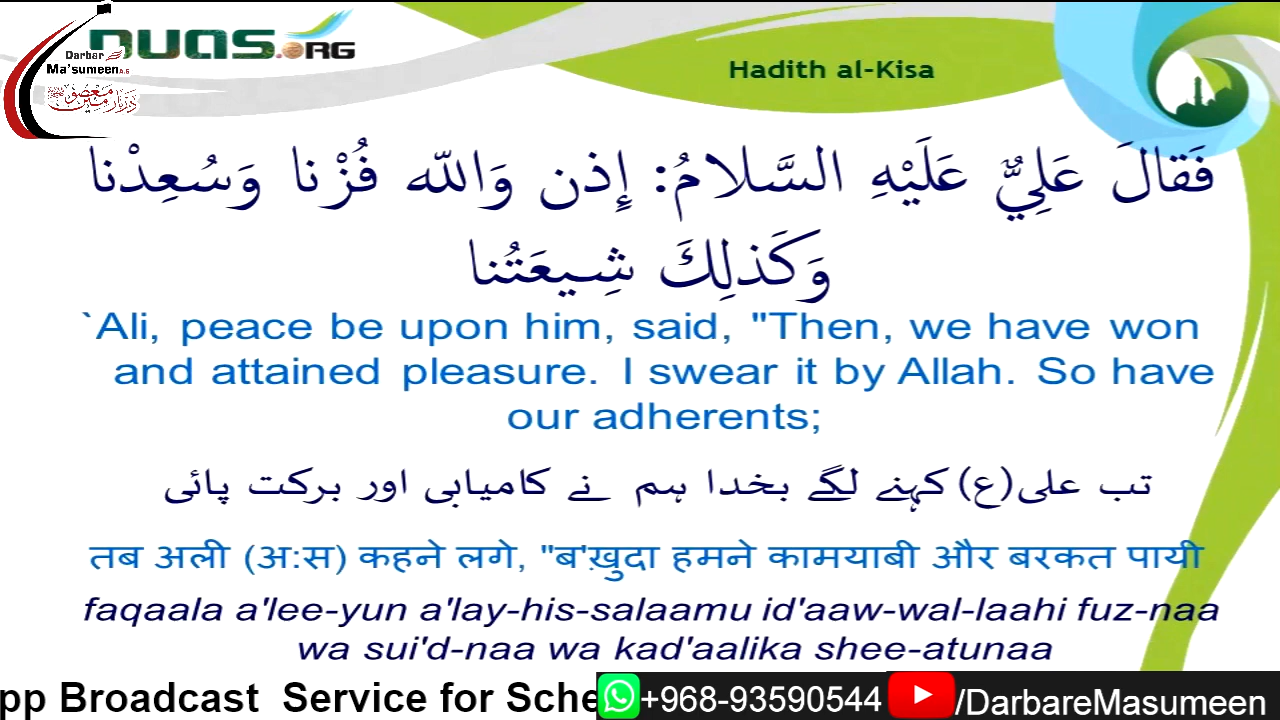 DUAS.ORG
Darbar
Ma'sumeen A.S
Hadith al-Kisa
فَقالَ عَلِيٌّ عَلَيْهِ السَّلامُ: إِذن وَاللّه فُزْنا وَسُعِدْنا
وَكَذلِكَ شِيعَتُنا
`Ali, peace be upon him, said, "Then, we have won
and attained pleasure. I swear it by Allah. So have
our adherents;
تب علی(ع) کہنے لگے بخدا ہم نے کامیابی اور برکت پائی
तब अली (अ:स) कहने लगे, "ब'ख़ुदा हमने कामयाबी और बरकत पायी
faqaala a'lee-yun a'lay-his-salaamu id'aaw-wal-laahi fuz-naa
wa sui'd-naa wa kad'aalika shee-atunaa
pp Broadcast Service for Sche +968-93590544 /DarbareMasumeen